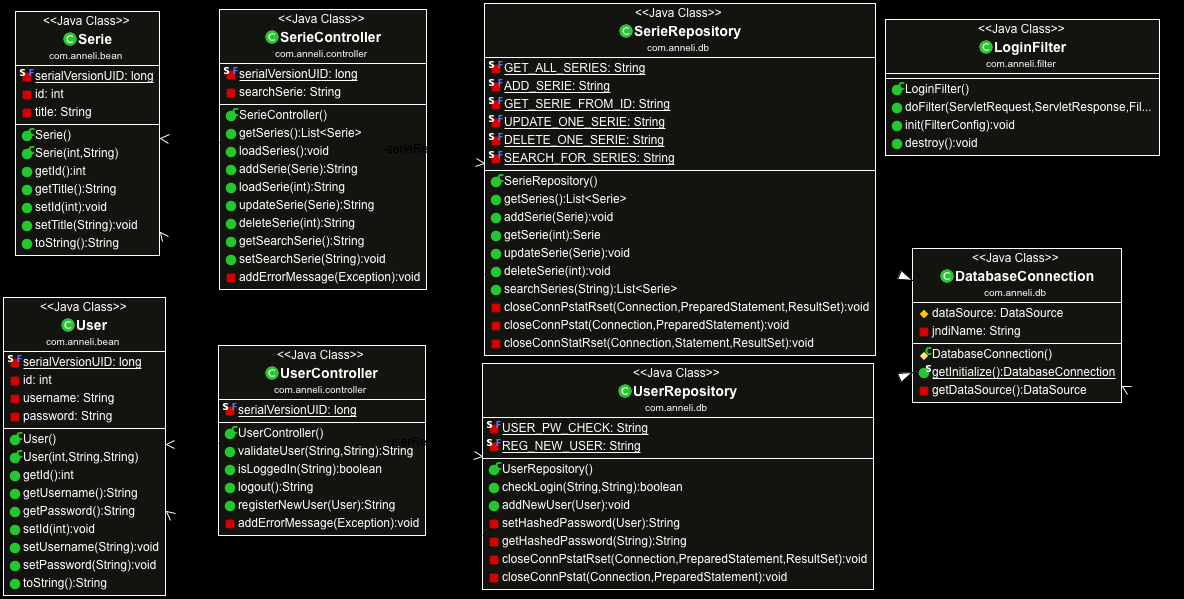 <<Java Class>>
Serie
com.anneli.bean
serialVersionUID: long
id: int
title: String
Serie()
Serie(int,String)
getId():int
getTitle():String
setId(int):void
setTitle(String):void
toString():String
<<Java Class>>
SerieController
com.anneli.controller
serialVersionUID: long
searchSerie: String
SerieController()
getSeries():List<Serie>
loadSeries():void
addSerie(Serie):String
loadSerie(int):String
updateSerie(Serie):String
deleteSerie(int):String
getSearchSerie():String
setSearchSerie(String):void
addErrorMessage(Exception):void
-serieRe
<<Java Class>>
SerieRepository
com.anneli.db
GET_ALL_SERIES: String
ADD_SERIE: String
GET_SERIE_FROM_ID: String
UPDATE_ONE_SERIE: String
DELETE_ONE_SERIE: String
SEARCH_FOR_SERIES: String
SerieRepository()
getSeries():List<Serie>
addSerie(Serie):void
getSerie(int):Serie
updateSerie(Serie):void
deleteSerie(int):void
searchSeries(String):List<Serie>
closeConnPstatRset(Connection,PreparedStatement,ResultSet):void
closeConnPstat(Connection,PreparedStatement):void
closeConnStatRset(Connection,Statement,ResultSet):void
<<Java Class>>
LoginFilter
com.anneli.filter
LoginFilter()
doFilter(ServletRequest,ServletResponse,Fil...
init(FilterConfig):void
destroy():void
<<Java Class>>
User
com.anneli.bean
serialVersionUID: long
id: int
username: String
password: String
User()
User(int,String,String)
getId():int
getUsername():String
getPassword():String
setId(int):void
setUsername(String):void
setPassword(String):void
toString():String
<<Java Class>>
UserController
com.anneli.controller
serialVersionUID: long
UserController()
validateUser(String,String):String
isLoggedIn(String):boolean
logout():String
registerNewUser(User):String
addErrorMessage(Exception):void
-userRe
<<Java Class>>
UserRepository
com.anneli.db
USER_PW_CHECK: String
REG_NEW_USER: String
UserRepository()
checkLogin(String,String):boolean
addNewUser(User):void
setHashedPassword(User):String
getHashedPassword(String):String
closeConnPstatRset(Connection,PreparedStatement,ResultSet):void
closeConnPstat(Connection,PreparedStatement):void
<<Java Class>>
DatabaseConnection
com.anneli.db
dataSource: DataSource
jndiName: String
DatabaseConnection()
getInitialize():DatabaseConnection
getDataSource():DataSource